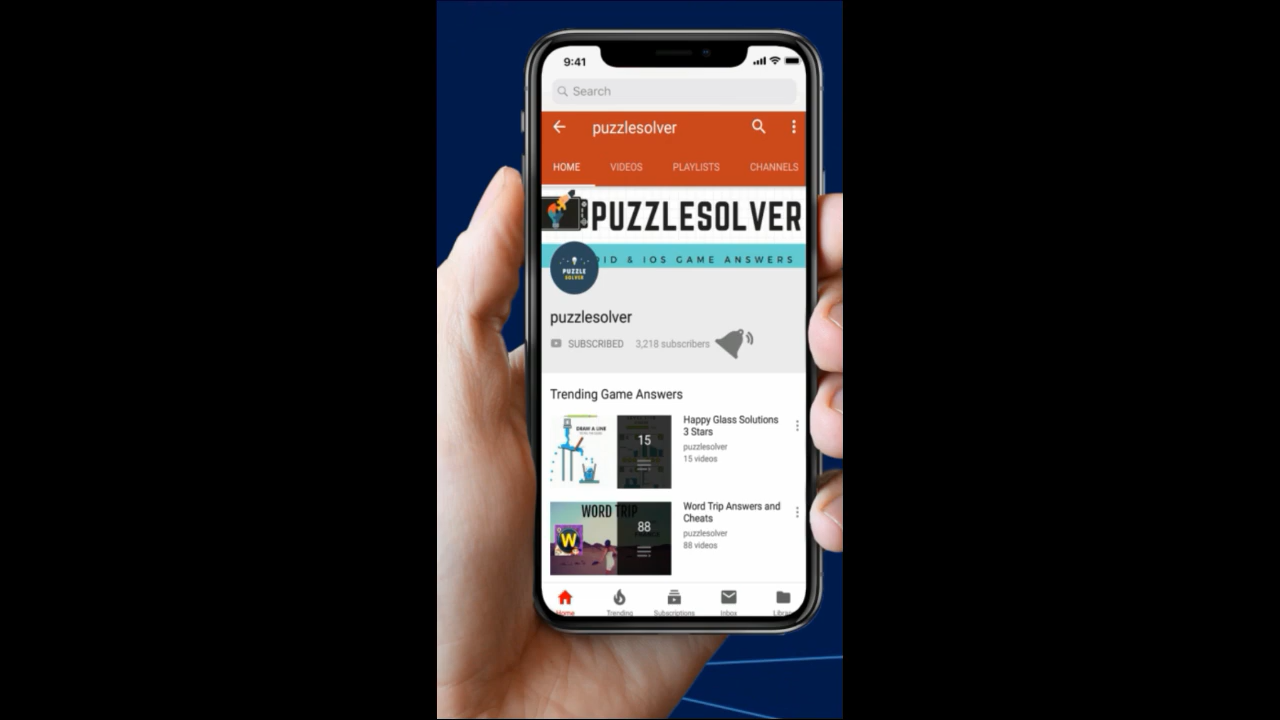 9:41
Search
puzzlesolver
HOME VIDEOS PLAYLISTS CHANNELS
PUZZLESOLVER
ID & IOS GAME ANSWERS
PUZZLE
SOLVER
puzzlesolver
SUBSCRIBED 3,218 subscribers
Trending Game Answers
DRAW A LINE
15
Happy Glass Solutions
3 Stars
puzzlesolver
15 videos
WORD TRIP
W
88
Word Trip Answers and
Cheats
puzzlesolver
88 videos
Home Trending Subscriptions Inbox Library